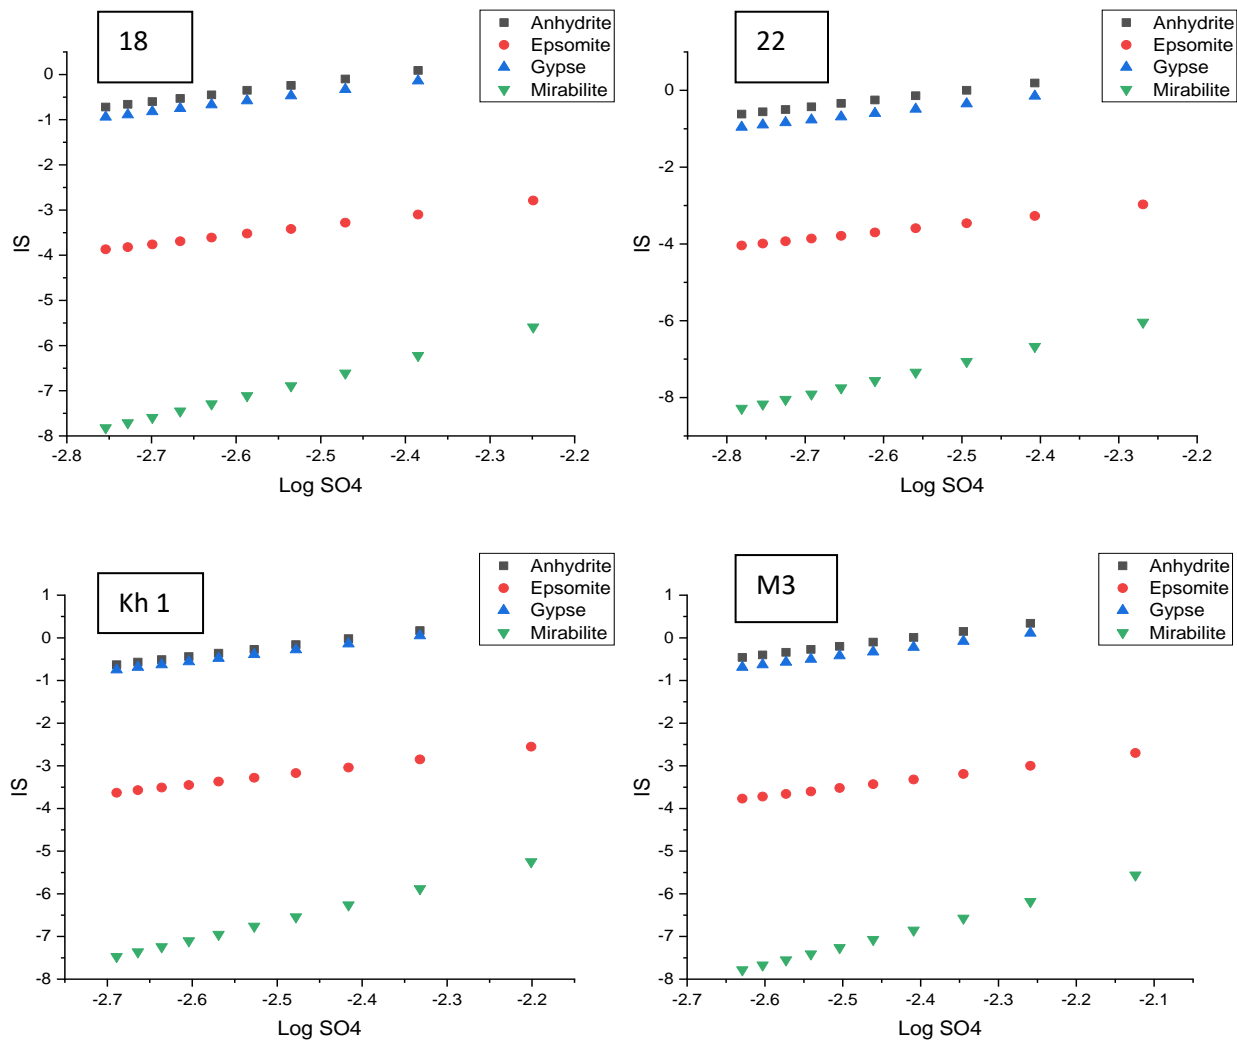 18
Anhydrite
Epsomite
Gypse
Mirabilite
0
-1
-2
-3
-4
-5
-6
-7
-8
IS
-2.8
-2.7
-2.6
-2.5
-2.4
-2.3
-2.2
Log SO4
22
Anhydrite
Epsomite
Gypse
Mirabilite
0
-2
-4
-6
-8
IS
-2.8
-2.7
-2.6
-2.5
-2.4
-2.3
-2.2
Log SO4
Kh 1
Anhydrite
Epsomite
Gypse
Mirabilite
1
0
-1
-2
-3
-4
-5
-6
-7
-8
IS
-2.7
-2.6
-2.5
-2.4
-2.3
-2.2
Log SO4
M3
Anhydrite
Epsomite
Gypse
Mirabilite
1
0
-1
-2
-3
-4
-5
-6
-7
-8
IS
-2.7
-2.6
-2.5
-2.4
-2.3
-2.2
-2.1
Log SO4